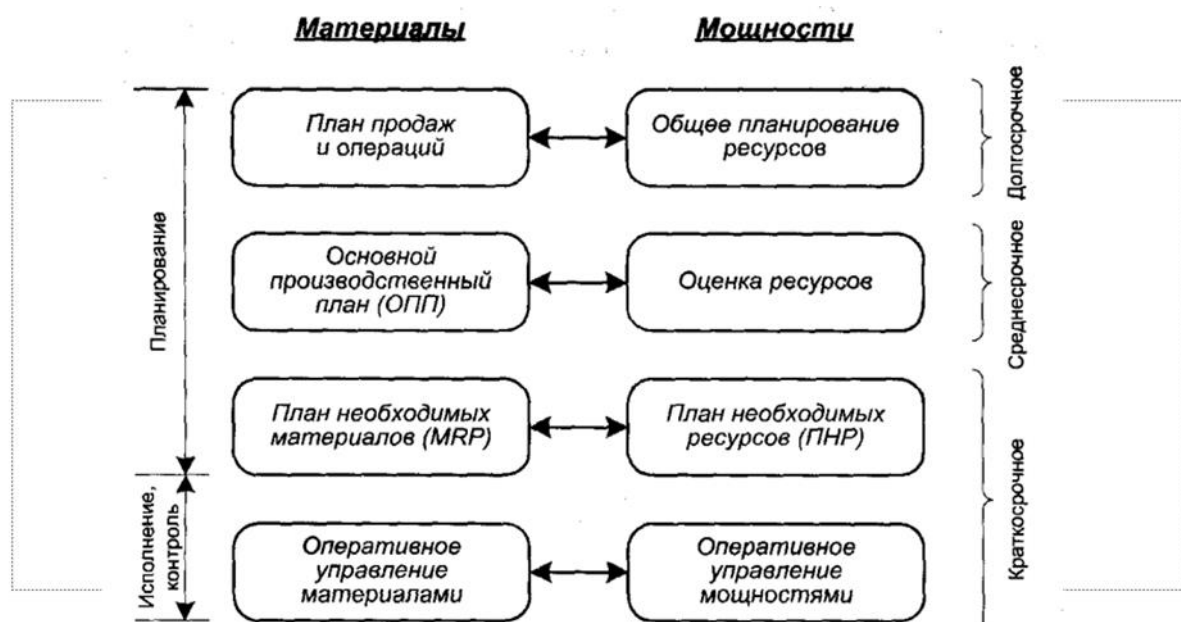 Материалы
Мощности
План продаж
и операций
Общее планирование
ресурсов
Долгосрочное
Основной
производственный
план (ОПП)
Оценка ресурсов
Среднесрочное
Планирование
План необходимых
материалов (MRP)
План необходимых
ресурсов (ПНР)
Краткосрочное
Исполнение,
контроль
Оперативное
управление
материалами
Оперативное
управление
мощностями